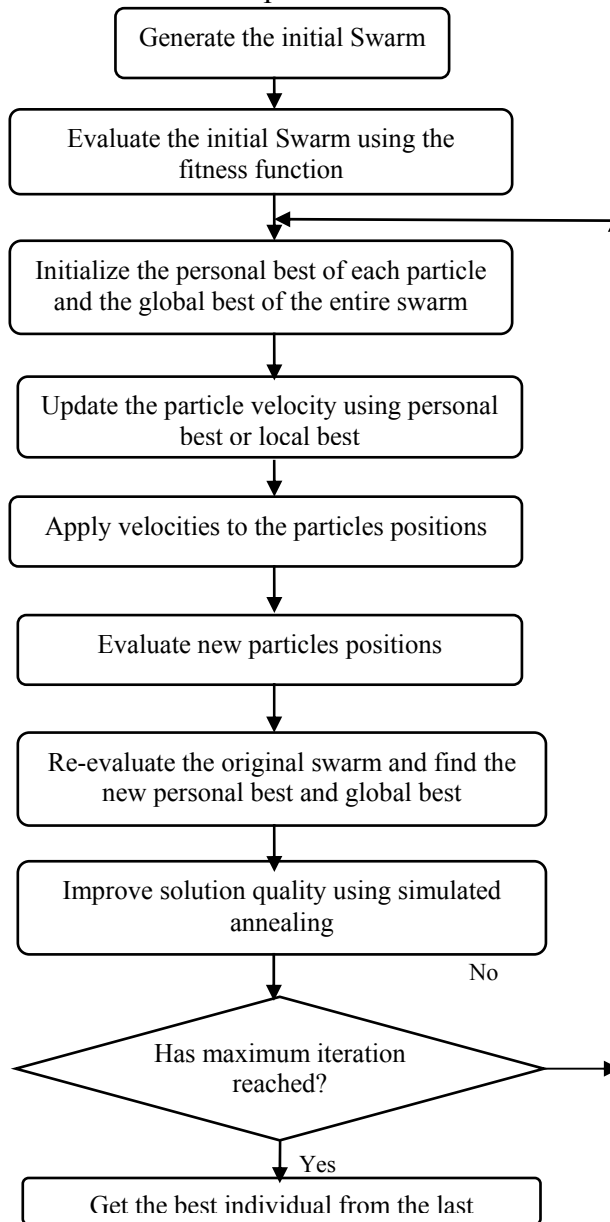 Generate the initial Swarm
Evaluate the initial Swarm using the
fitness function
Initialize the personal best of each particle
and the global best of the entire swarm
Update the particle velocity using personal
best or local best
Apply velocities to the particles positions
Evaluate new particles positions
Re-evaluate the original swarm and find the
new personal best and global best
Improve solution quality using simulated
annealing
No
Has maximum iteration
reached?
Yes
Get the best individual from the last